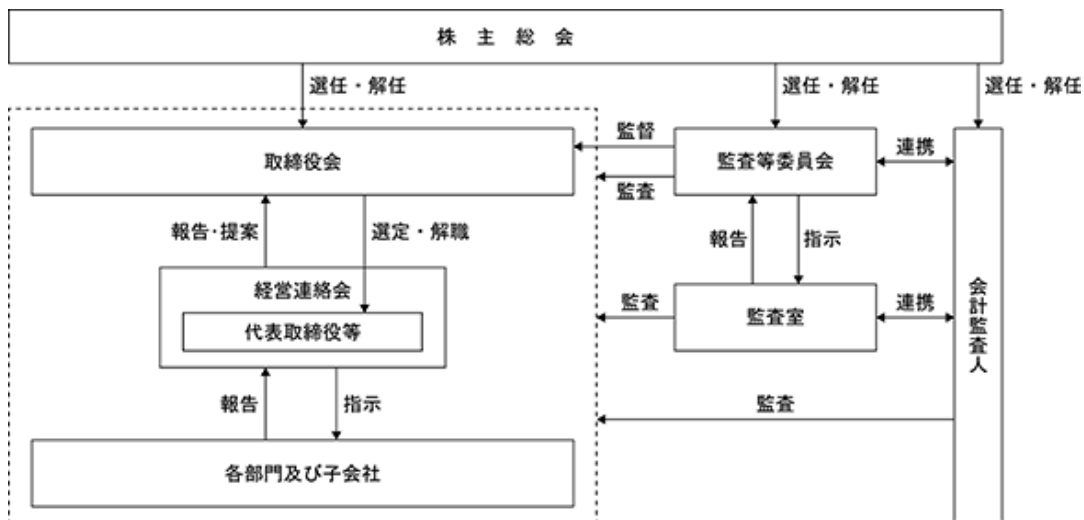 株主総会
選任・解任
選任・解任
選任・解任
取締役会
監督
監査
監査等委員会
連携
報告・提案
選定・解職
報告
指示
経営連絡会
代表取締役等
監査
監査室
連携
会計監査人
報告
指示
監査
各部門及び子会社